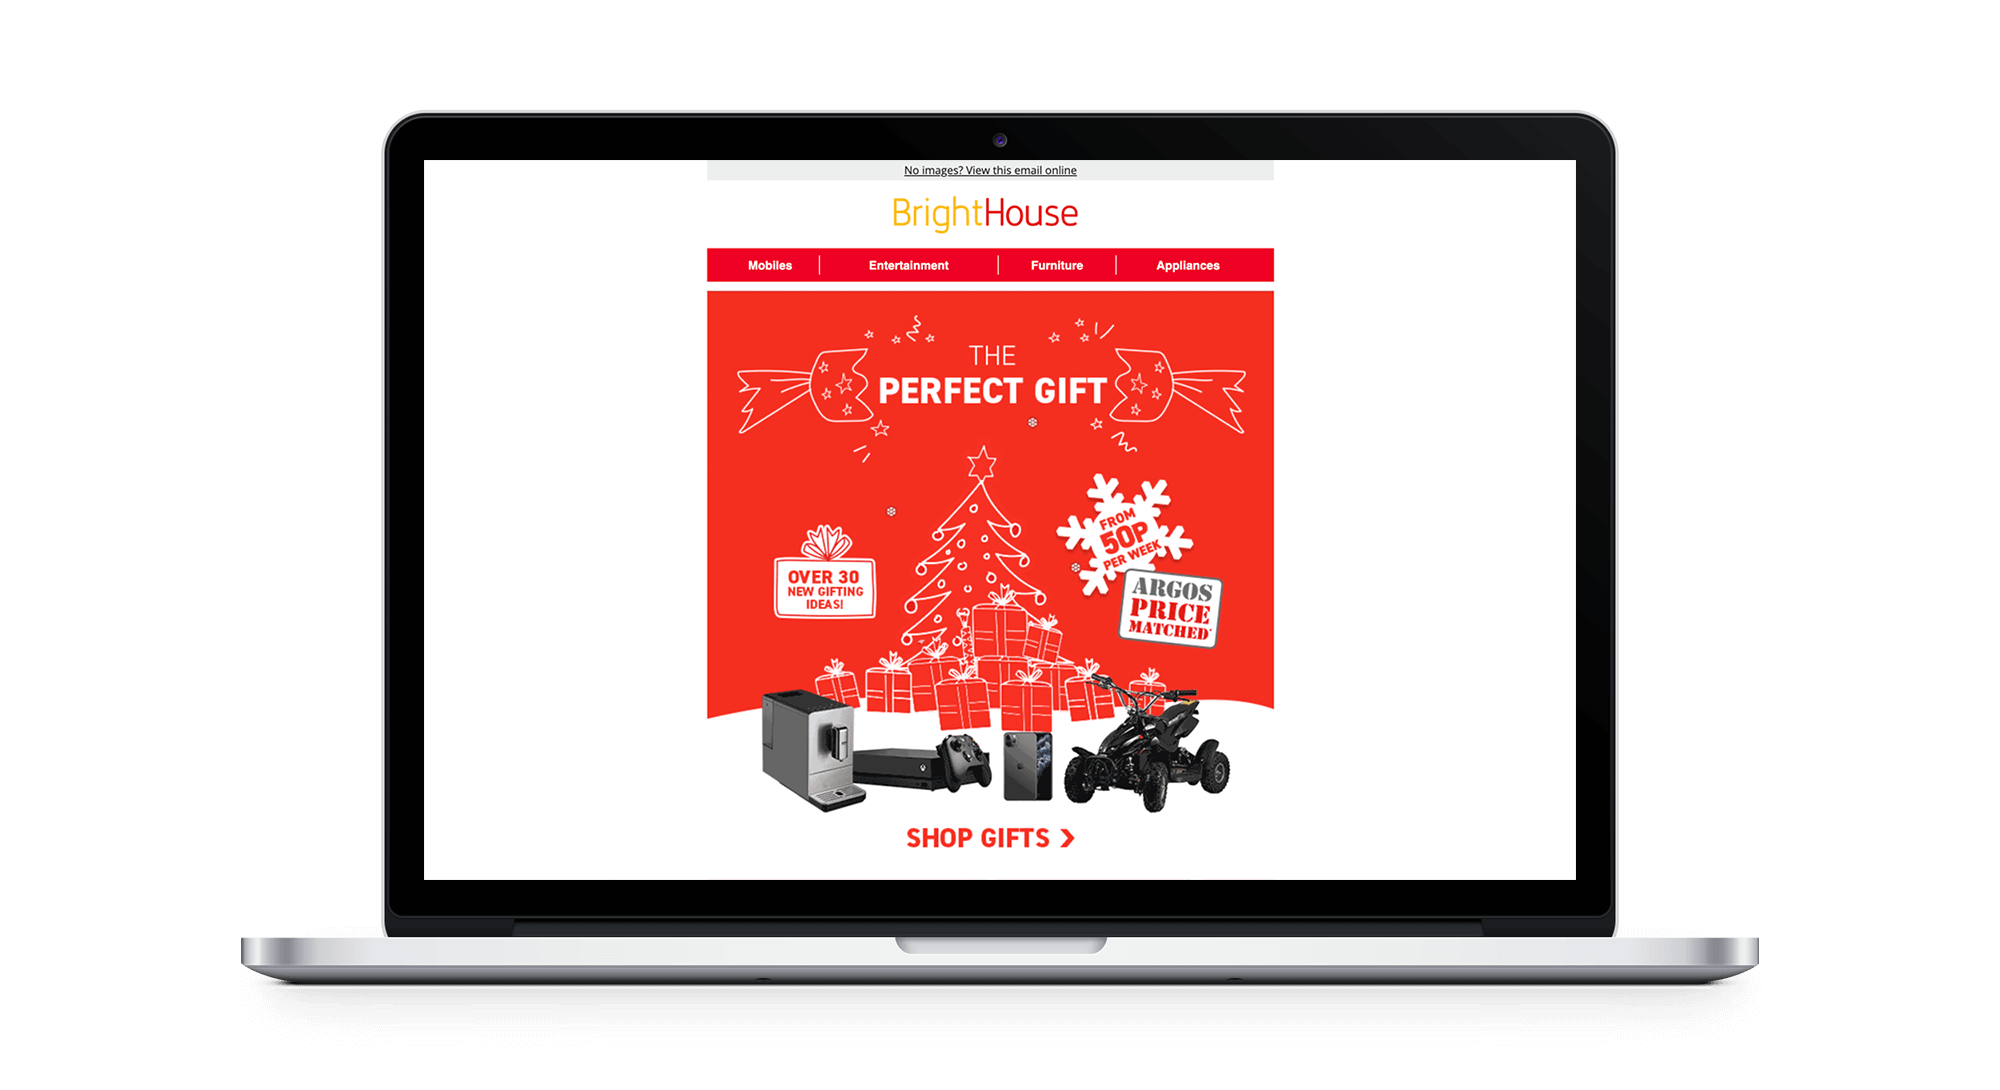 No images? View this email online
BrightHouse
Mobiles
Entertainment
Furniture
Appliances
THE
PERFECT GIFT
FROM
50P
PER WEEK
OVER 30
NEW GIFTING
IDEAS!
ARGOS
PRICE
MATCHED*
SHOP GIFTS